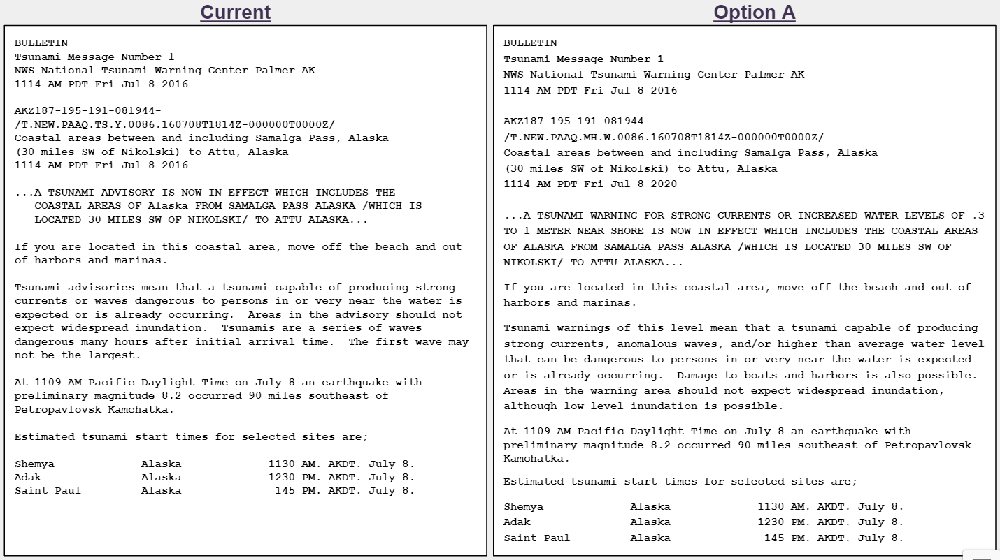 Current
BULLETIN
Tsunami Message Number 1
NWS National Tsunami Warning Center Palmer AK
1114 AM PDT Fri Jul 8 2016
AKZ187-195-191-081944-
/T.NEW.PAAQ.TS.Y.0086.160708T1814Z-000000T0000Z/
Coastal areas between and including Samalga Pass, Alaska
(30 miles SW of Nikolski) to Attu, Alaska
1114 AM PDT Fri Jul 8 2016
...A TSUNAMI ADVISORY IS NOW IN EFFECT WHICH INCLUDES THE
COASTAL AREAS OF Alaska FROM SAMALGA PASS ALASKA /WHICH IS
LOCATED 30 MILES SW OF NIKOLSKI/ TO ATTU ALASKA...
If you are located in this coastal area, move off the beach and out
of harbors and marinas.
Tsunami advisories mean that a tsunami capable of producing strong
currents or waves dangerous to persons in or very near the water is
expected or is already occurring.  Areas in the advisory should not
expect widespread inundation.  Tsunamis are a series of waves
dangerous many hours after initial arrival time.  The first wave may
not be the largest.
At 1109 AM Pacific Daylight Time on July 8 an earthquake with
preliminary magnitude 8.2 occurred 90 miles southeast of
Petropavlovsk Kamchatka.
Estimated tsunami start times for selected sites are;
Shemya Alaska 1130 AM. AKDT. July 8.
Adak Alaska 1230 PM. AKDT. July 8.
Saint Paul Alaska 145 PM. AKDT. July 8.
Option A
BULLETIN
Tsunami Message Number 1
NWS National Tsunami Warning Center Palmer AK
1114 AM PDT Fri Jul 8 2016
AKZ187-195-191-081944-
/T.NEW.PAAQ.MH.W.0086.160708T1814Z-000000T0000Z/
Coastal areas between and including Samalga Pass, Alaska
(30 miles SW of Nikolski) to Attu, Alaska
1114 AM PDT Fri Jul 8 2020
...A TSUNAMI WARNING FOR STRONG CURRENTS OR INCREASED WATER LEVELS OF .3
TO 1 METER NEAR SHORE IS NOW IN EFFECT WHICH INCLUDES THE COASTAL AREAS
OF ALASKA FROM SAMALGA PASS ALASKA /WHICH IS LOCATED 30 MILES SW OF
NIKOLSKI/ TO ATTU ALASKA...
If you are located in this coastal area, move off the beach and out of
harbors and marinas.
Tsunami warnings of this level mean that a tsunami capable of producing
strong currents, anomalous waves, and/or higher than average water level
that can be dangerous to persons in or very near the water is expected
or is already occurring.  Damage to boats and harbors is also possible.
Areas in the warning area should not expect widespread inundation,
although low-level inundation is possible.
At 1109 AM Pacific Daylight Time on July 8 an earthquake with
preliminary magnitude 8.2 occurred 90 miles southeast of Petropavlovsk
Kamchatka.
Estimated tsunami start times for selected sites are;
Shemya Alaska 1130 AM. AKDT. July 8.
Adak Alaska 1230 PM. AKDT. July 8.
Saint Paul Alaska 145 PM. AKDT. July 8.